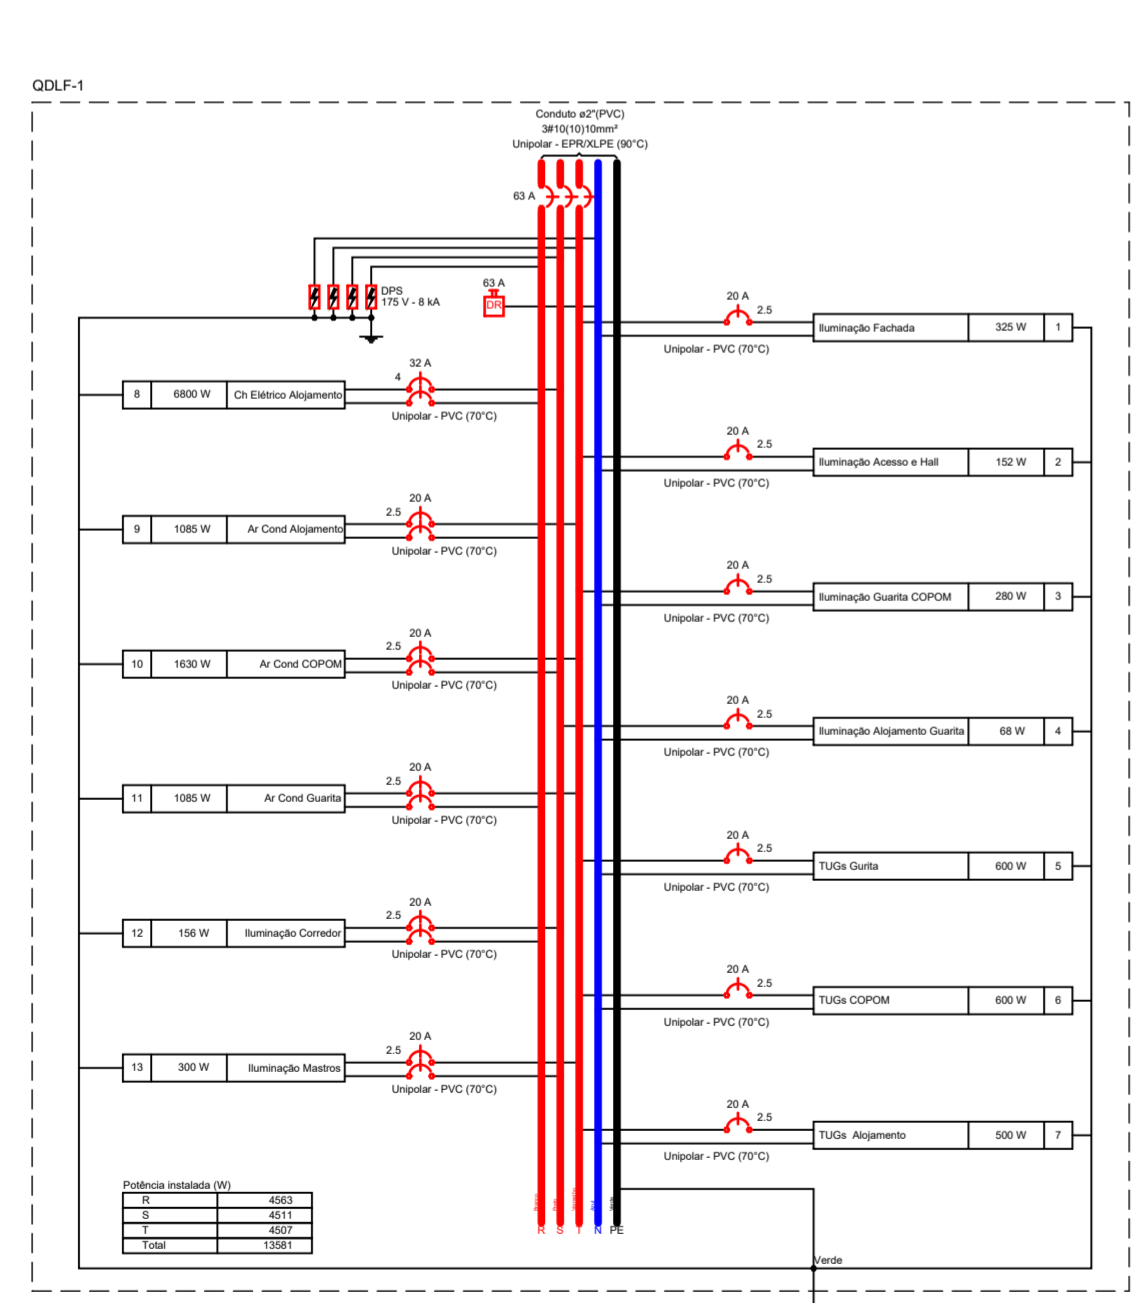 QDLF-1
Conduto ø2"(PVC)
3#10(10)10mm²
Unipolar - EPR/XLPE (90°C)
63 A
DPS
175 V - 8 kA
63 A
DR
20 A
2.5
Iluminação Fachada 325 W 1
Unipolar - PVC (70°C)
32 A
4
8 6800 W Ch Elétrico Alojamento
Unipolar - PVC (70°C)
20 A
2.5
Iluminação Acesso e Hall 152 W 2
Unipolar - PVC (70°C)
20 A
2.5
9 1085 W Ar Cond Alojamento
Unipolar - PVC (70°C)
20 A
2.5
Iluminação Guarita COPOM 280 W 3
Unipolar - PVC (70°C)
20 A
2.5
10 1630 W Ar Cond COPOM
Unipolar - PVC (70°C)
20 A
2.5
Iluminação Alojamento Guarita 68 W 4
Unipolar - PVC (70°C)
20 A
2.5
11 1085 W Ar Cond Guarita
Unipolar - PVC (70°C)
20 A
2.5
TUGs Gurita 600 W 5
Unipolar - PVC (70°C)
20 A
2.5
12 156 W Iluminação Corredor
Unipolar - PVC (70°C)
20 A
2.5
TUGs COPOM 600 W 6
Unipolar - PVC (70°C)
20 A
2.5
13 300 W Iluminação Mastros
Unipolar - PVC (70°C)
20 A
2.5
TUGs Alojamento 500 W 7
Unipolar - PVC (70°C)
Potência instalada (W)
R 4563
S 4511
T 4507
Total 13581
Branco
Preto
Vermelho
Azul
Verde
R S T N PE
Verde